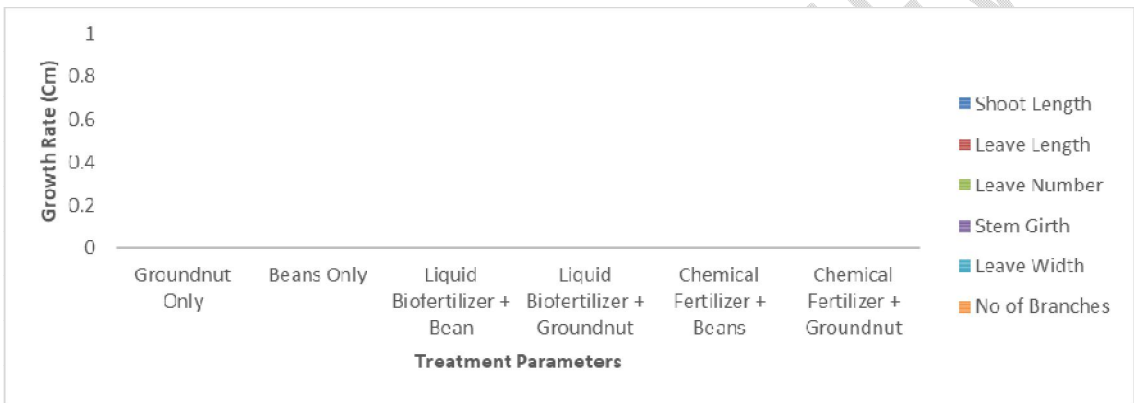 1
0.8
0.6
0.4
0.2
0
Growth Rate (Cm)
Groundnut
Only
Beans Only
Liquid
Biofertilizer +
Bean
Liquid
Biofertilizer +
Groundnut
Chemical
Fertilizer +
Beans
Chemical
Fertilizer +
Groundnut
Treatment Parameters
Shoot Length
Leave Length
Leave Number
Stem Girth
Leave Width
No of Branches